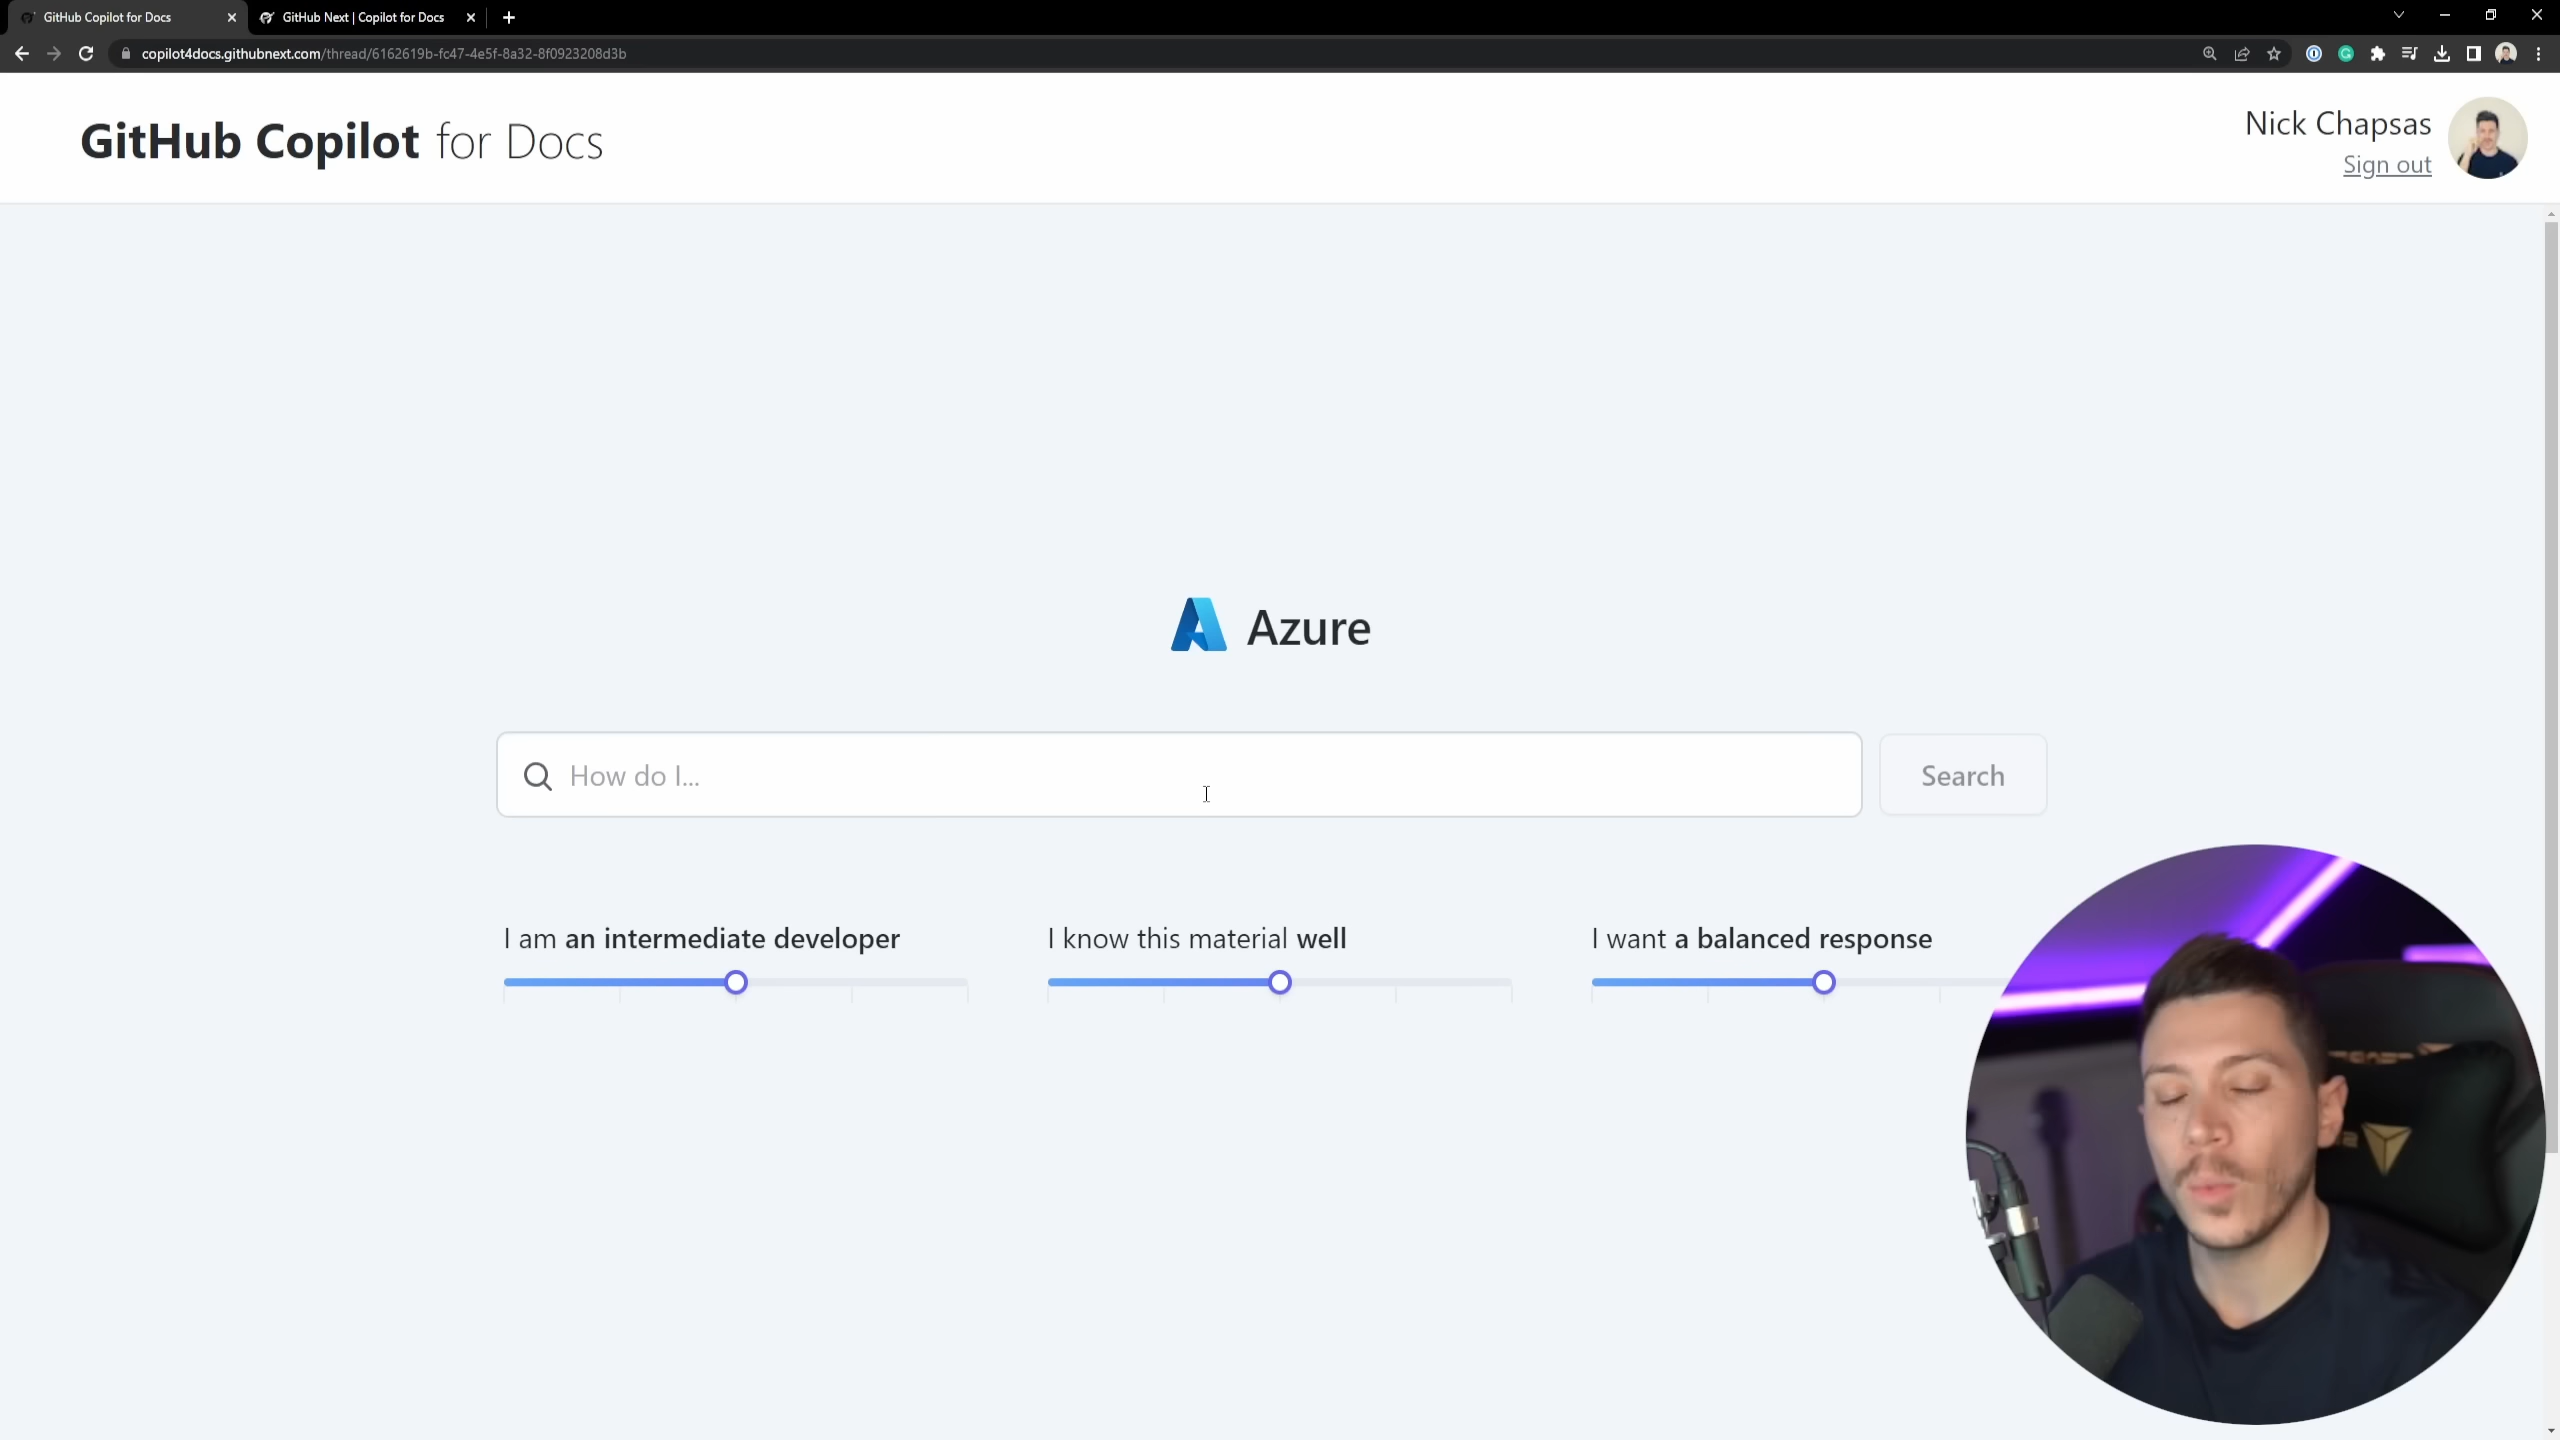 GitHub Copilot for Docs
GitHub Next | Copilot for Docs
copilot4docs.githubnext.com/thread/6162619b-fc47-4e5f-8a32-8f0923208d3b
GitHub Copilot for Docs
Nick Chapsas
Sign out
Azure
How do I...
Search
I am an intermediate developer
I know this material well
I want a balanced response